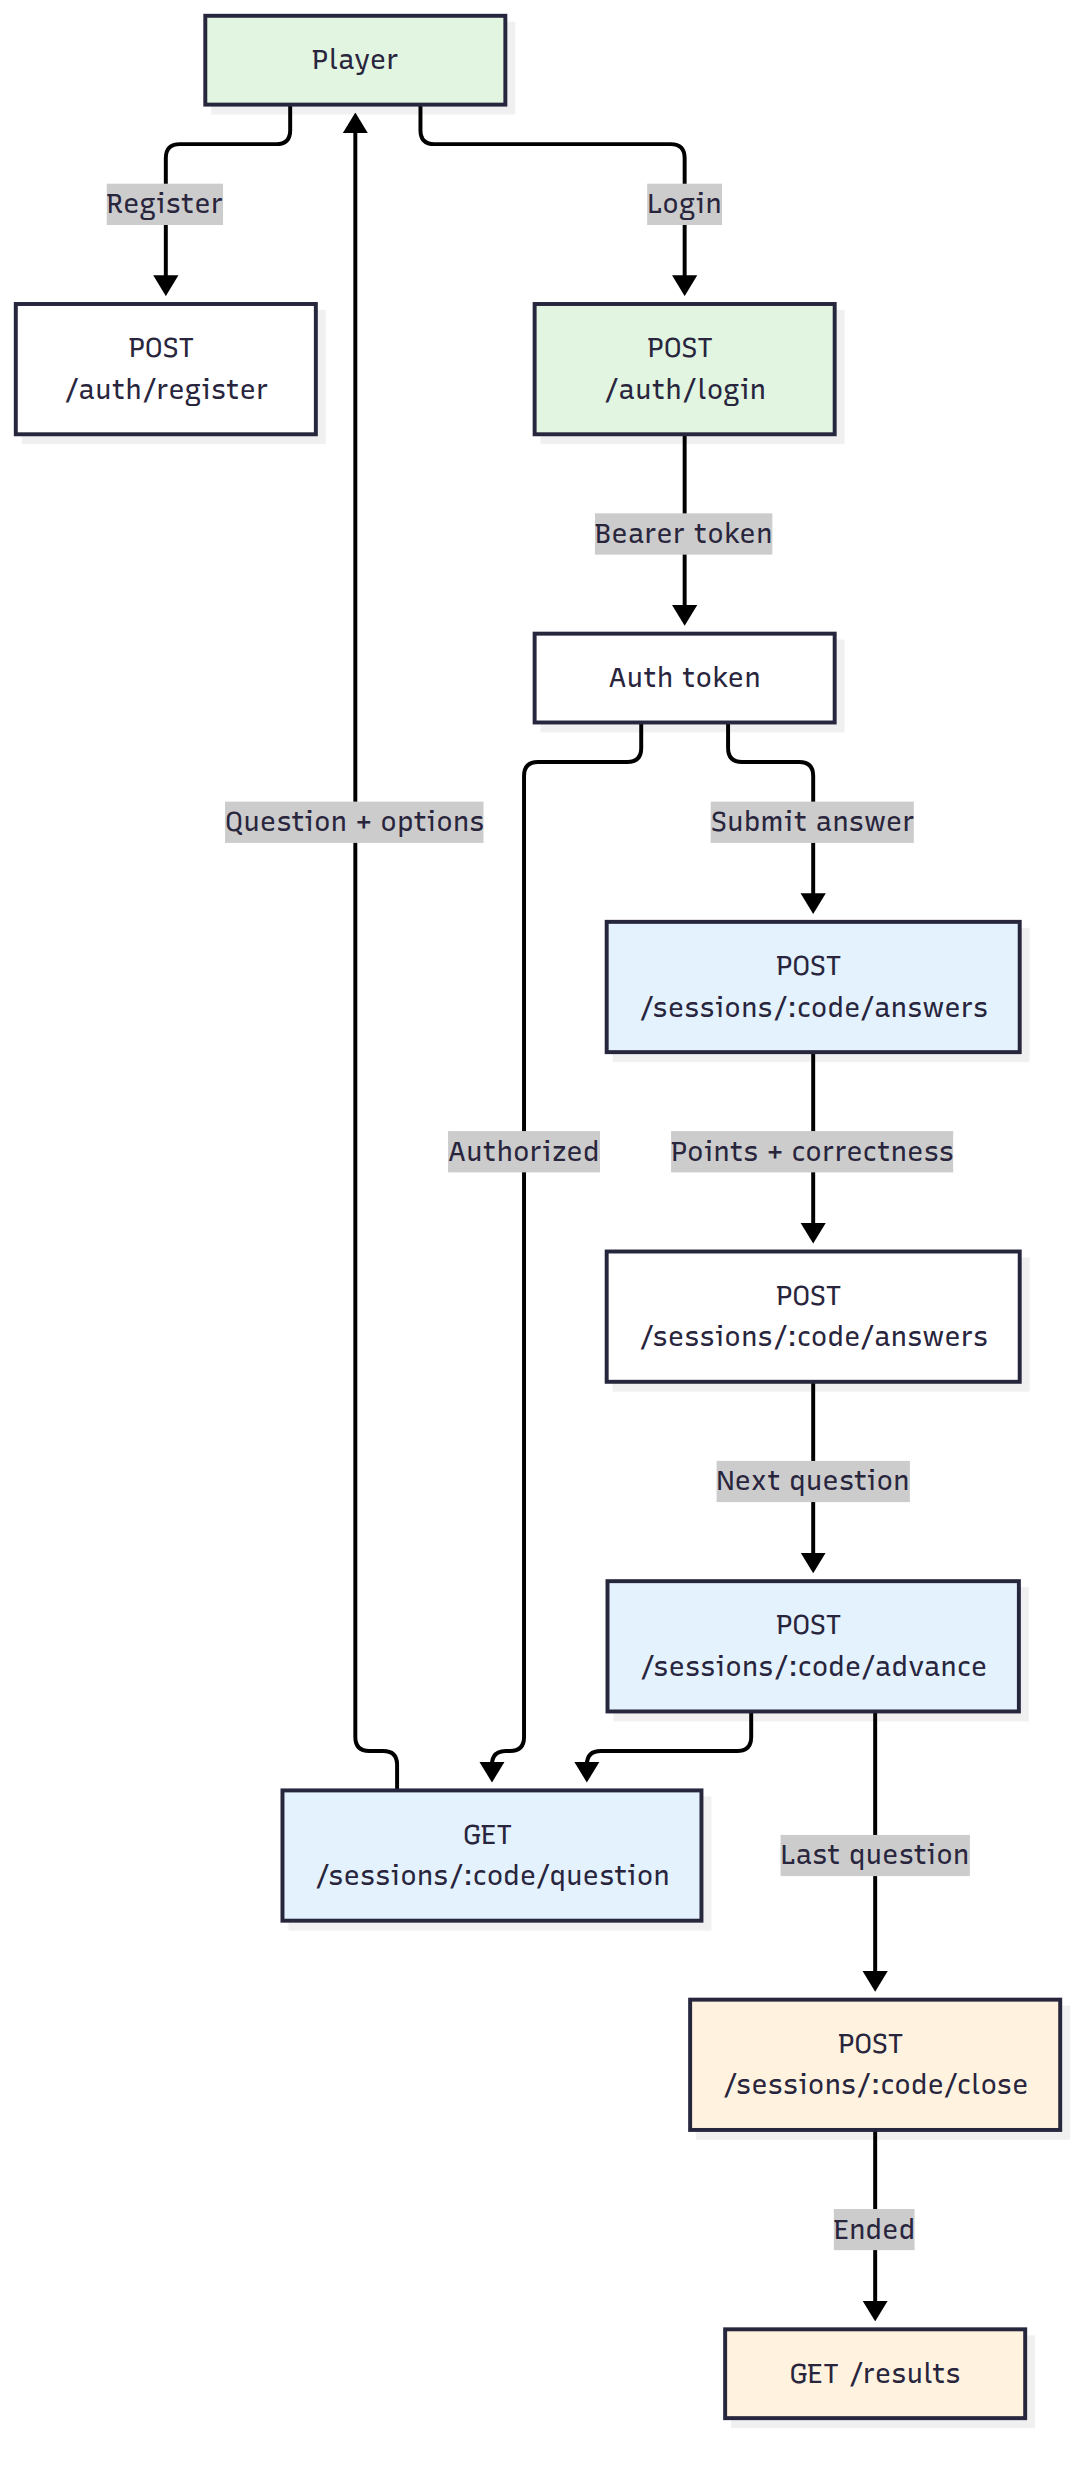 Player
Register
Login
POST
/auth/register
POST
/auth/login
Bearer token
Auth token
Question + options
Submit answer
POST
/sessions/:code/answers
Authorized
Points + correctness
POST
/sessions/:code/answers
Next question
POST
/sessions/:code/advance
GET
/sessions/:code/question
Last question
POST
/sessions/:code/close
Ended
GET /results